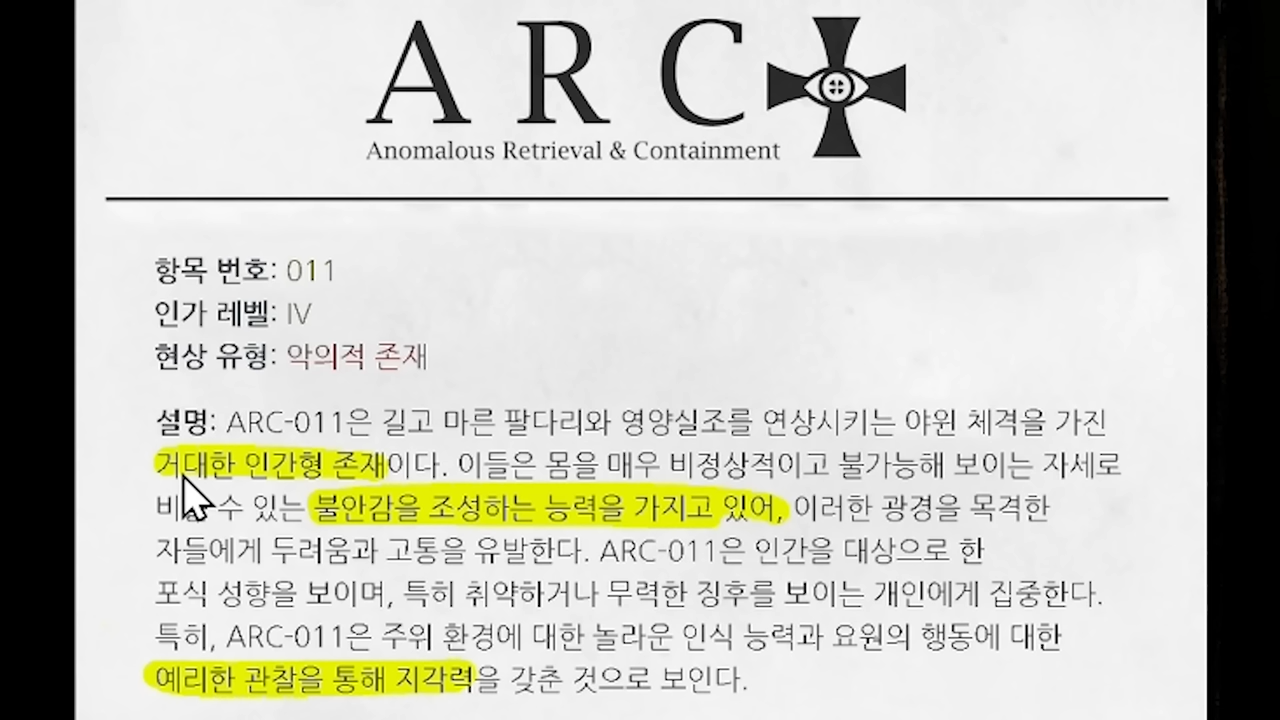 A R C
Anomalous Retrieval & Containment
항목 번호: 011
인가 레벨: IV
현상 유형: 악의적 존재
설명: ARC-011은 길고 마른 팔다리와 영양실조를 연상시키는 야윈 체격을 가진
거대한 인간형 존재이다. 이들은 몸을 매우 비정상적이고 불가능해 보이는 자세로
수 있는 불안감을 조성하는 능력을 가지고 있어, 이러한 광경을 목격한
자들에게 두려움과 고통을 유발한다. ARC-011은 인간을 대상으로 한
포식 성향을 보이며, 특히 취약하거나 무력한 징후를 보이는 개인에게 집중한다.
특히, ARC-011은 주위 환경에 대한 놀라운 인식 능력과 요원의 행동에 대한
예리한 관찰을 통해 지각력을 갖춘 것으로 보인다.